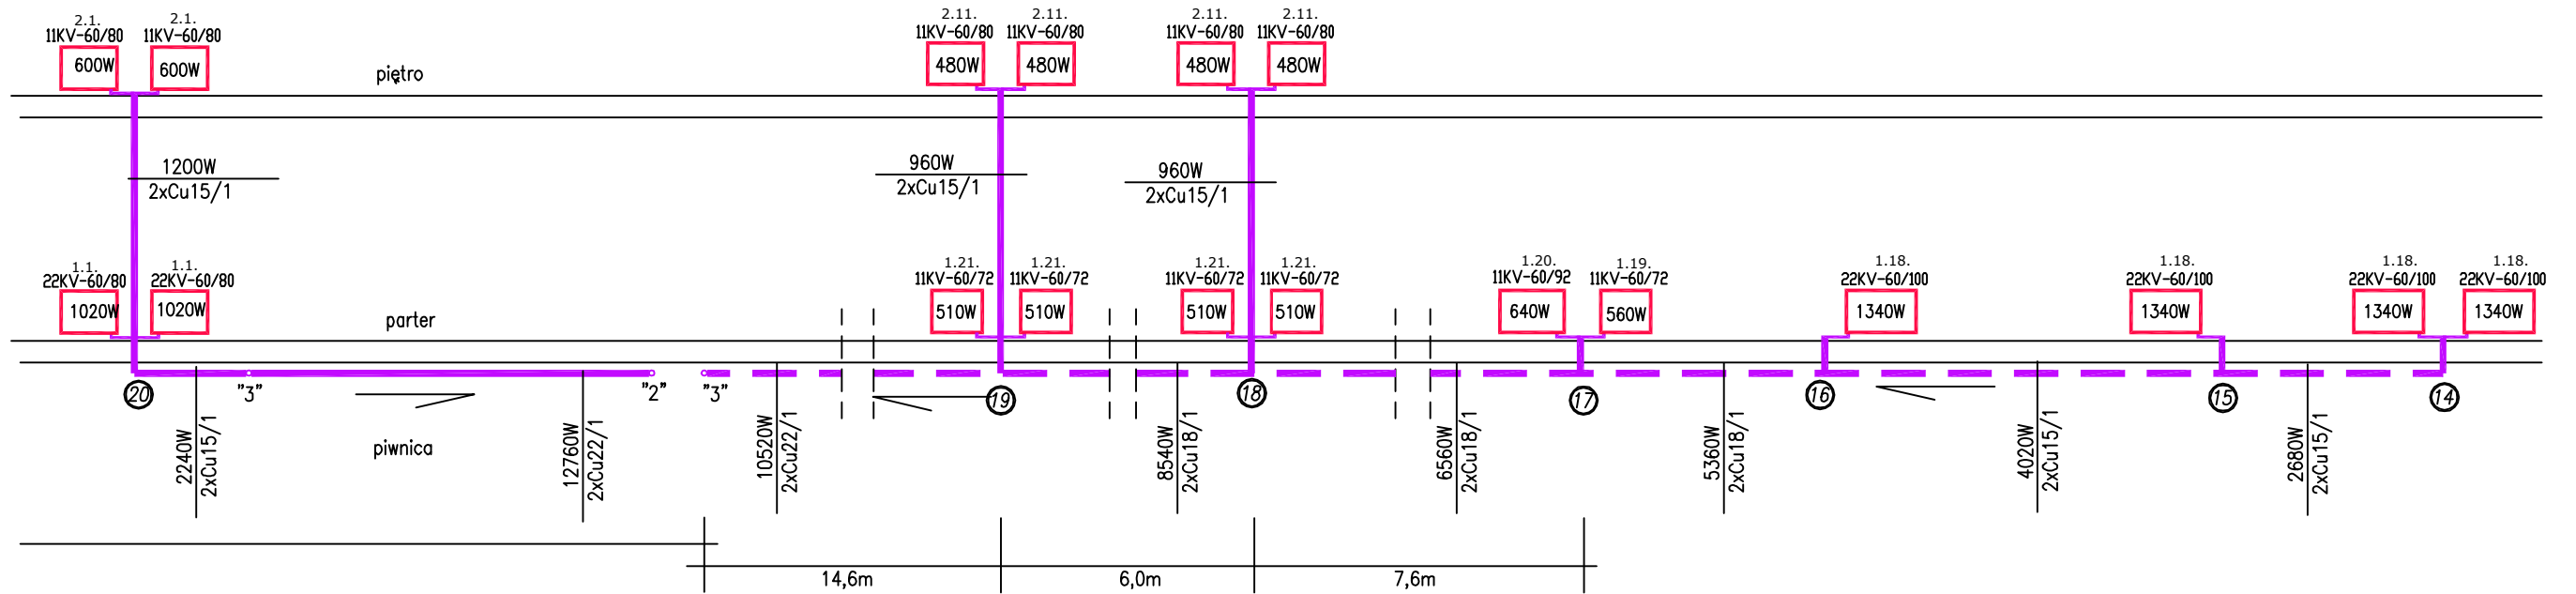 2.1. 2.1. 2.11. 2.11. 2.11. 2.11.
11KV-60/80 11KV-60/80 11KV-60/80 11KV-60/80 11KV-60/80 11KV-60/80
600W 600W piętro 480W 480W 480W 480W
1200W 960W 960W
2xCu15/1 2xCu15/1 2xCu15/1
1.1. 1.1. 1.21. 1.21. 1.21. 1.21. 1.20. 1.19. 1.18. 1.18. 1.18. 1.18.
22KV-60/80 22KV-60/80 11KV-60/72 11KV-60/72 11KV-60/72 11KV-60/72 11KV-60/92 11KV-60/72 22KV-60/100 22KV-60/100 22KV-60/100 22KV-60/100
1020W 1020W parter 510W 510W 510W 510W 640W 560W 1340W 1340W 1340W 1340W
20 "3" "2" "3" 19 18 17 16 15 14
piwnica
2240W
2xCu15/1
12760W
2xCu22/1
10520W
2xCu22/1
8540W
2xCu18/1
6560W
2xCu18/1
5360W
2xCu18/1
4020W
2xCu15/1
2680W
2xCu15/1
14,6m 6,0m 7,6m